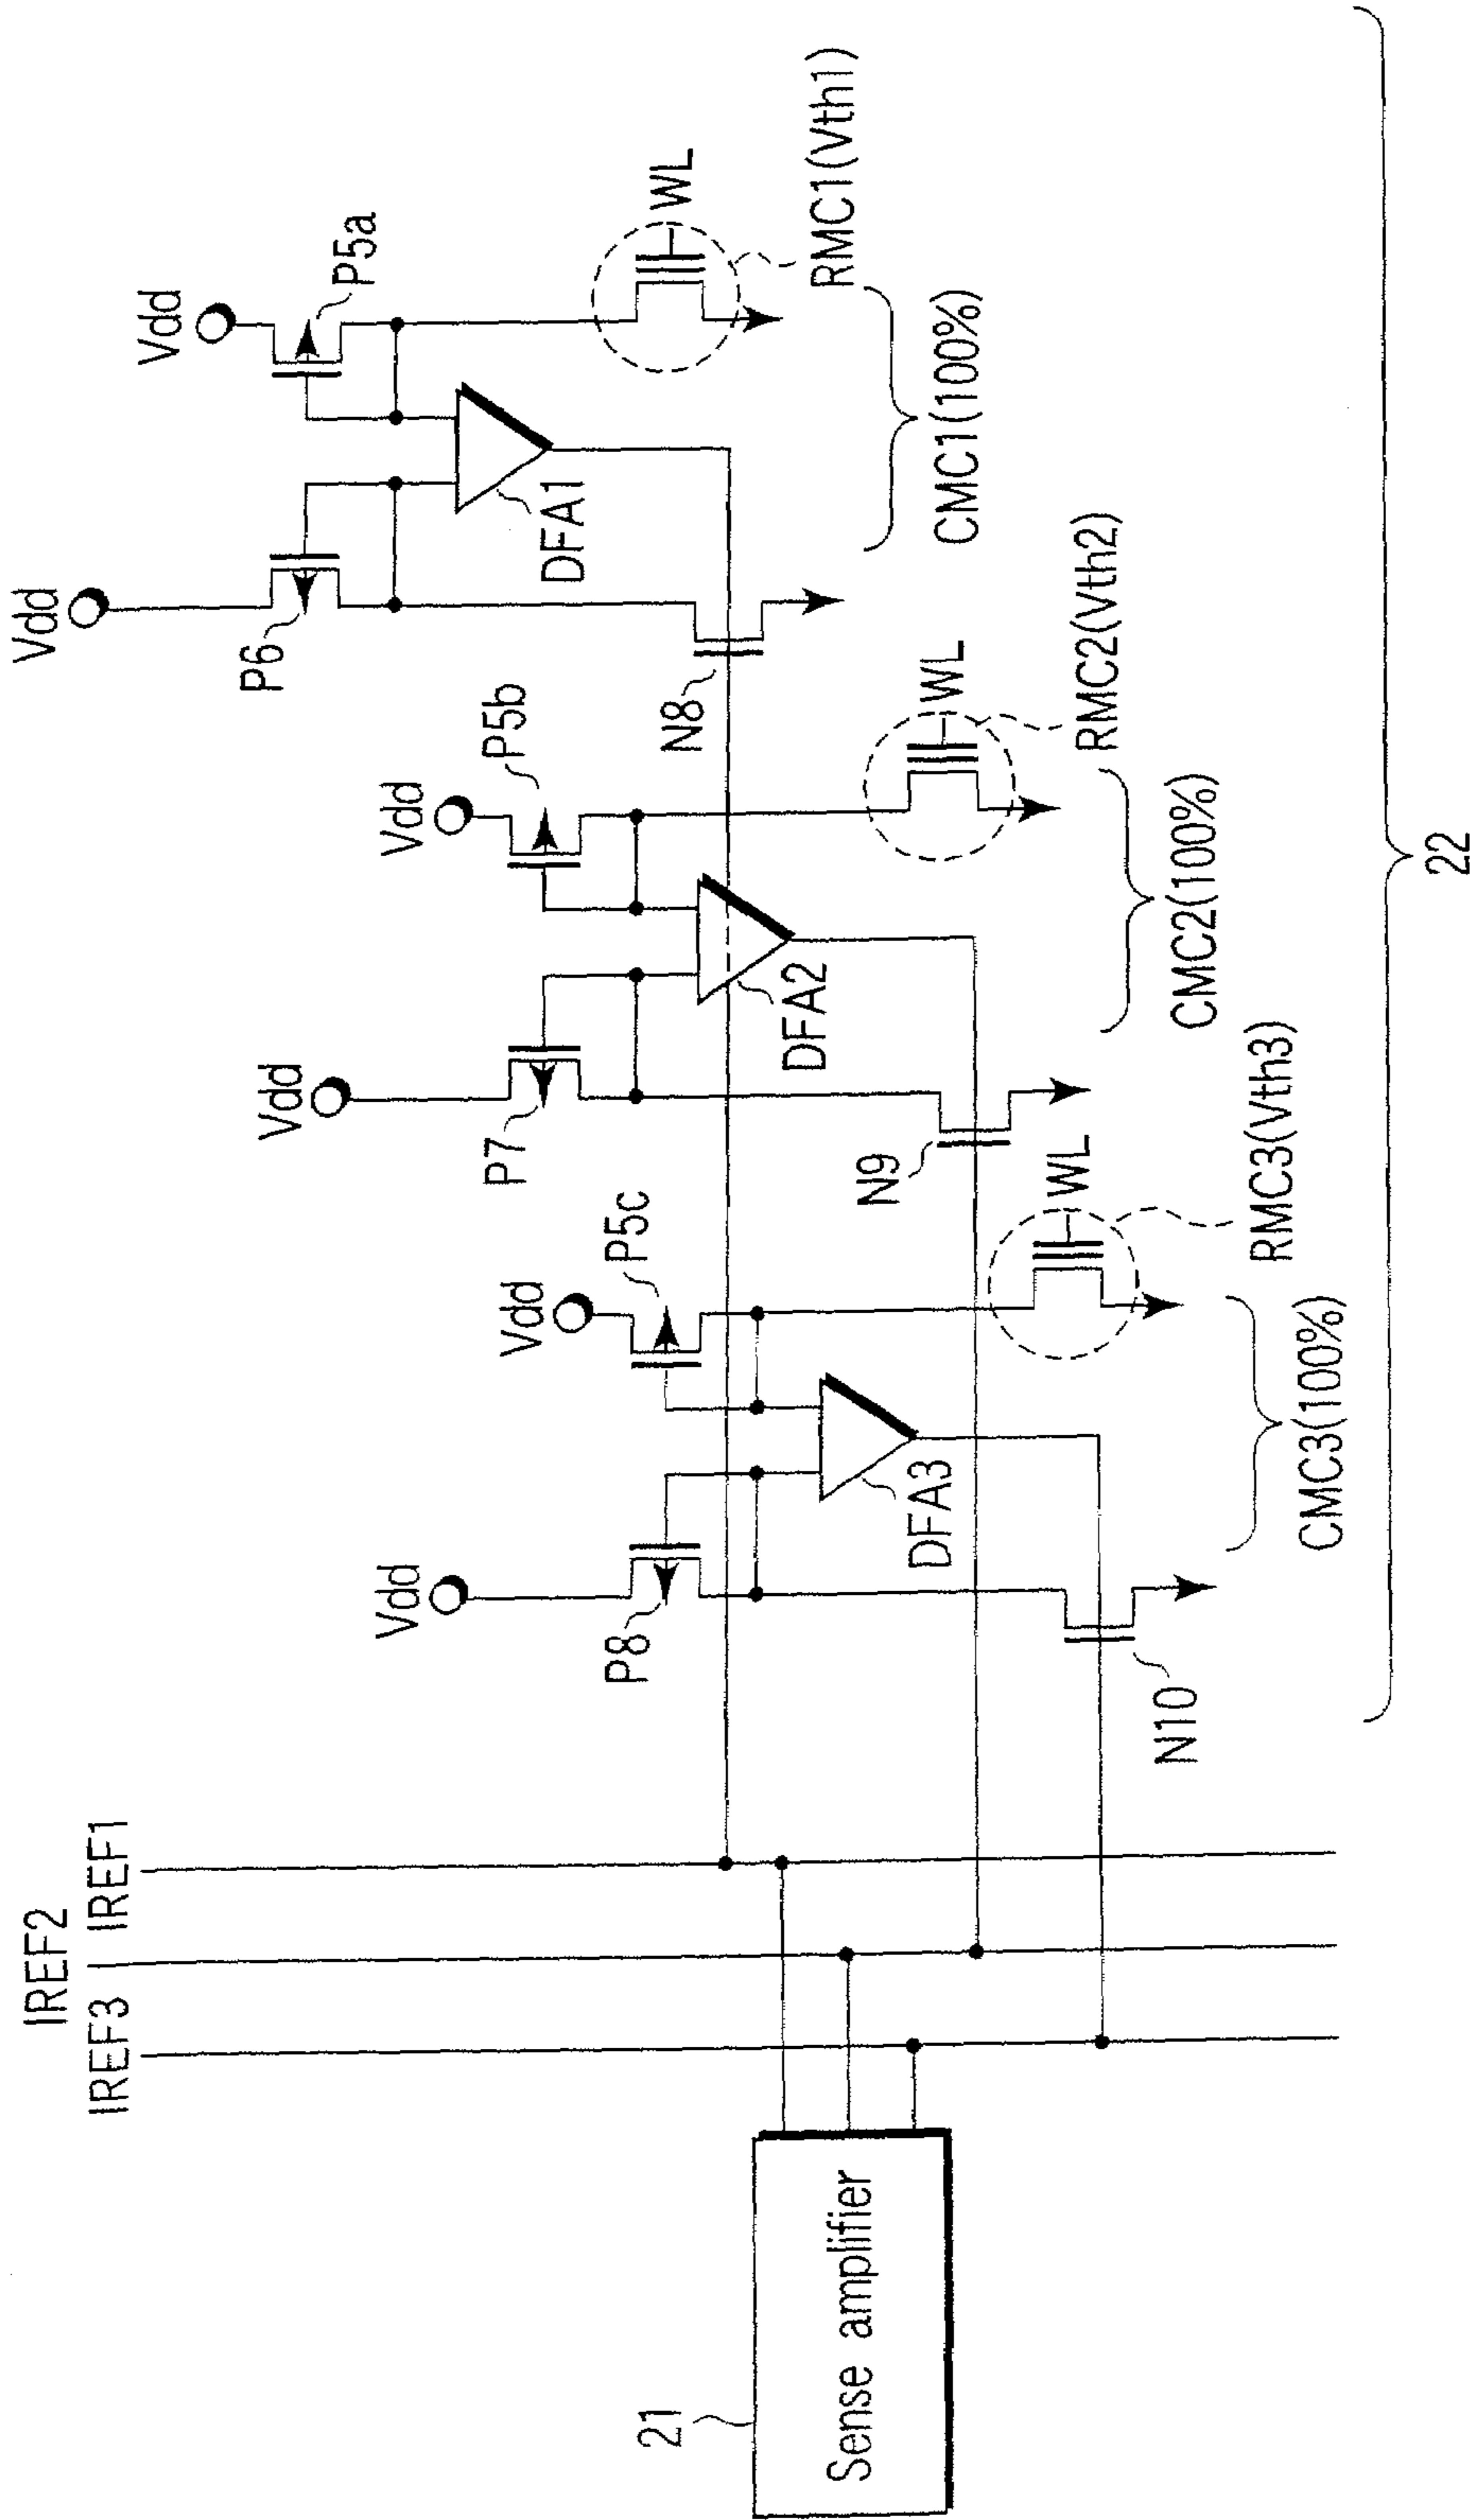 IREF2
IREF3
IREF1
21
Sense amplifier
Vdd
P8
Vdd
P5c
DFA3
N10
WL
RMC3(Vth3)
CMC3(100%)
Vdd
P7
Vdd
P5b
DFA2
N9
WL
RMC2(Vth2)
CMC2(100%)
Vdd
P6
Vdd
P5a
DFA1
N8
WL
RMC1(Vth1)
CMC1(100%)
22